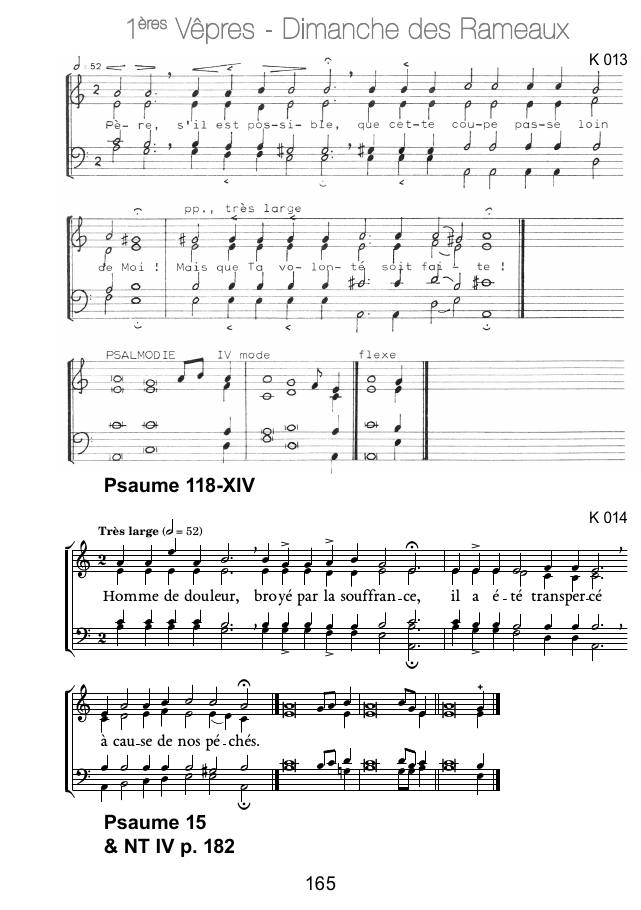 1ères Vêpres - Dimanche des Rameaux
K 013
𝅗𝅥 = 52
Pè- re, s'il est pos- si- ble, que cet- te cou- pe pas- se loin
pp., très large
de Moi ! Mais que Ta vo- lon- té soit fai - te !
PSALMODIE IV mode flexe
Psaume 118-XIV
K 014
Très large (𝅗𝅥 = 52)
Homme de douleur, broyé par la souffran-ce, il a é-té transpercé
à cau-se de nos pé-chés.
Psaume 15
& NT IV p. 182
165